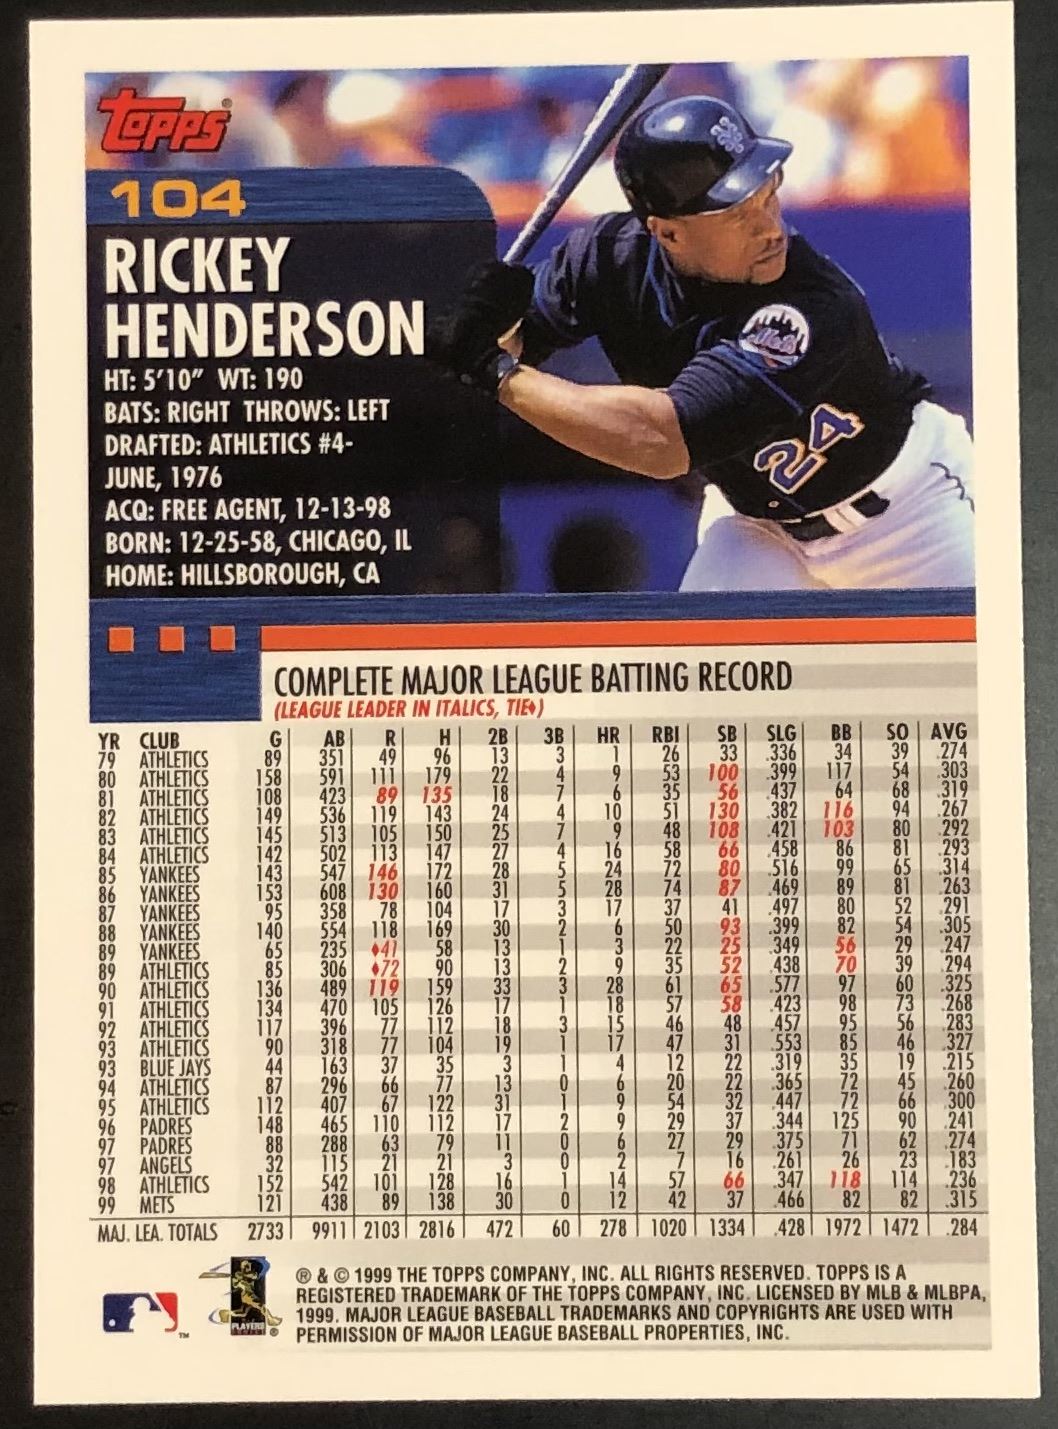 Topps®
104
RICKEY
HENDERSON
HT: 5'10" WT: 190
BATS: RIGHT THROWS: LEFT
DRAFTED: ATHLETICS #4-
JUNE, 1976
ACQ: FREE AGENT, 12-13-98
BORN: 12-25-58, CHICAGO, IL
HOME: HILLSBOROUGH, CA
Mets
24
COMPLETE MAJOR LEAGUE BATTING RECORD
(LEAGUE LEADER IN ITALICS, TIE♦)
YR CLUB G AB R H 2B 3B HR RBI SB SLG BB SO AVG
79 ATHLETICS 89 351 49 96 13 3 1 26 33 .336 34 39 .274
80 ATHLETICS 158 591 111 179 22 4 9 53 100 .399 117 54 .303
81 ATHLETICS 108 423 89 135 18 7 6 35 56 .437 64 68 .319
82 ATHLETICS 149 536 119 143 24 4 10 51 130 .382 116 94 .267
83 ATHLETICS 145 513 105 150 25 7 9 48 108 .421 103 80 .292
84 ATHLETICS 142 502 113 147 27 4 16 58 66 .458 86 81 .293
85 YANKEES 143 547 146 172 28 5 24 72 80 .516 99 65 .314
86 YANKEES 153 608 130 160 31 5 28 74 87 .469 89 81 .263
87 YANKEES 95 358 78 104 17 3 17 37 41 .497 80 52 .291
88 YANKEES 140 554 118 169 30 2 6 50 93 .399 82 54 .305
89 YANKEES 65 235 ♦41 58 13 1 3 22 25 .349 56 29 .247
89 ATHLETICS 85 306 ♦72 90 13 2 9 35 52 .438 70 39 .294
90 ATHLETICS 136 489 119 159 33 3 28 61 65 .577 97 60 .325
91 ATHLETICS 134 470 105 126 17 1 18 57 58 .423 98 73 .268
92 ATHLETICS 117 396 77 112 18 3 15 46 48 .457 95 56 .283
93 ATHLETICS 90 318 77 104 19 1 17 47 31 .553 85 46 .327
93 BLUE JAYS 44 163 37 35 3 1 4 12 22 .319 35 19 .215
94 ATHLETICS 87 296 66 77 13 0 6 20 22 .365 72 45 .260
95 ATHLETICS 112 407 67 122 31 1 9 54 32 .447 72 66 .300
96 PADRES 148 465 110 112 17 2 9 29 37 .344 125 90 .241
97 PADRES 88 288 63 79 11 0 6 27 29 .375 71 62 .274
97 ANGELS 32 115 21 21 3 0 2 7 16 .261 26 23 .183
98 ATHLETICS 152 542 101 128 16 1 14 57 66 .347 118 114 .236
99 METS 121 438 89 138 30 0 12 42 37 .466 82 82 .315
MAJ. LEA. TOTALS 2733 9911 2103 2816 472 60 278 1020 1334 .428 1972 1472 .284
® & © 1999 THE TOPPS COMPANY, INC. ALL RIGHTS RESERVED. TOPPS IS A
REGISTERED TRADEMARK OF THE TOPPS COMPANY, INC. LICENSED BY MLB & MLBPA,
1999. MAJOR LEAGUE BASEBALL TRADEMARKS AND COPYRIGHTS ARE USED WITH
PERMISSION OF MAJOR LEAGUE BASEBALL PROPERTIES, INC.
™
PLAYERS
®